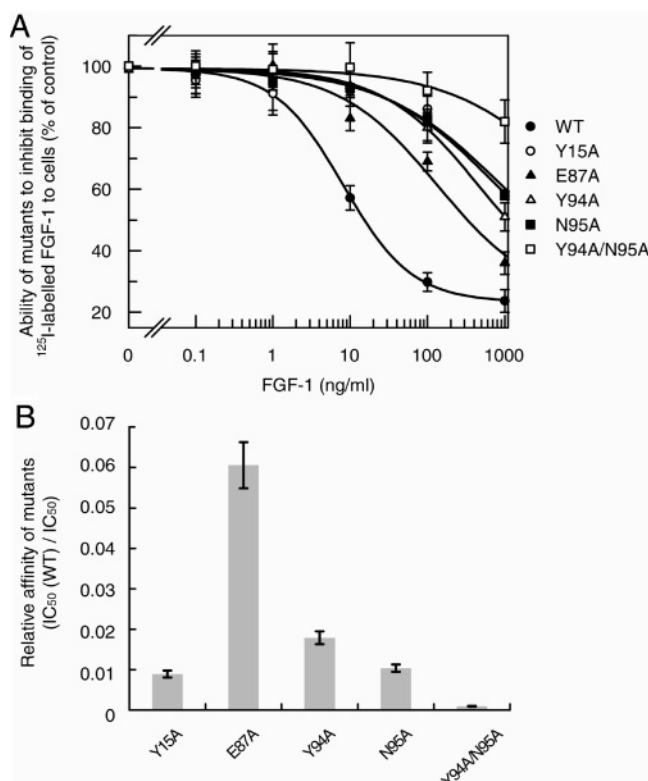 A
Ability of mutants to inhibit binding of
¹²⁵I-labelled FGF-1 to cells (% of control)
100
80
60
40
20
0
0.1
1
10
100
1000
FGF-1 (ng/ml)
WT
Y15A
E87A
Y94A
N95A
Y94A/N95A
B
Relative affinity of mutants
(IC₅₀ (WT) / IC₅₀)
0.07
0.06
0.05
0.04
0.03
0.02
0.01
0
Y15A
E87A
Y94A
N95A
Y94A/N95A